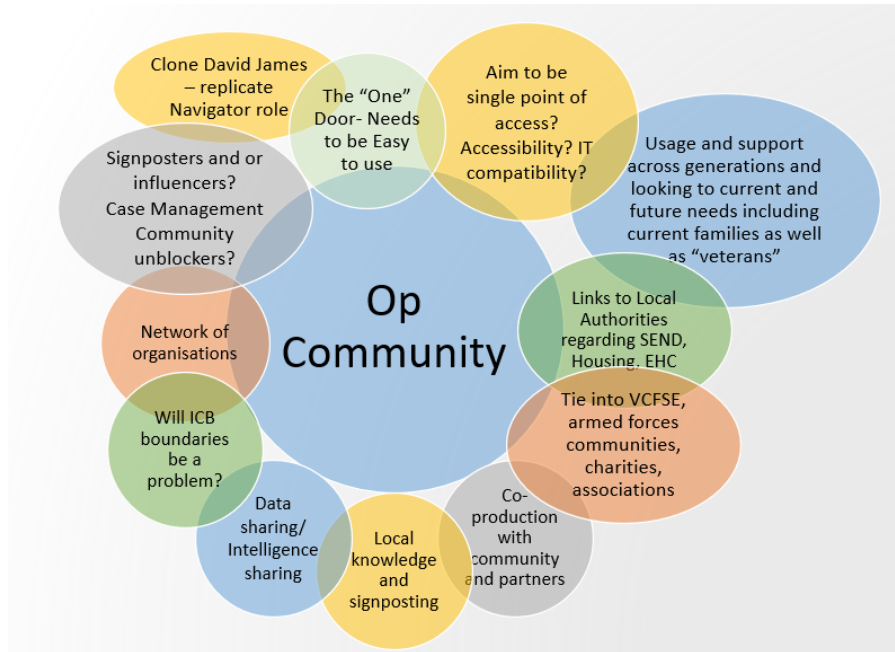 Clone David James
– replicate
Navigator role
The “One”
Door- Needs
to be Easy
to use
Aim to be
single point of
access?
Accessibility? IT
compatibility?
Usage and support
across generations and
looking to current and
future needs including
current families as well
as “veterans”
Signposters and or
influencers?
Case Management
Community
unblockers?
Op
Community
Links to Local
Authorities
regarding SEND,
Housing, EHC
Network of
organisations
Tie into VCFSE,
armed forces
communities,
charities,
associations
Will ICB
boundaries
be a
problem?
Data
sharing/
Intelligence
sharing
Local
knowledge
and
signposting
Co-
production
with
community
and partners